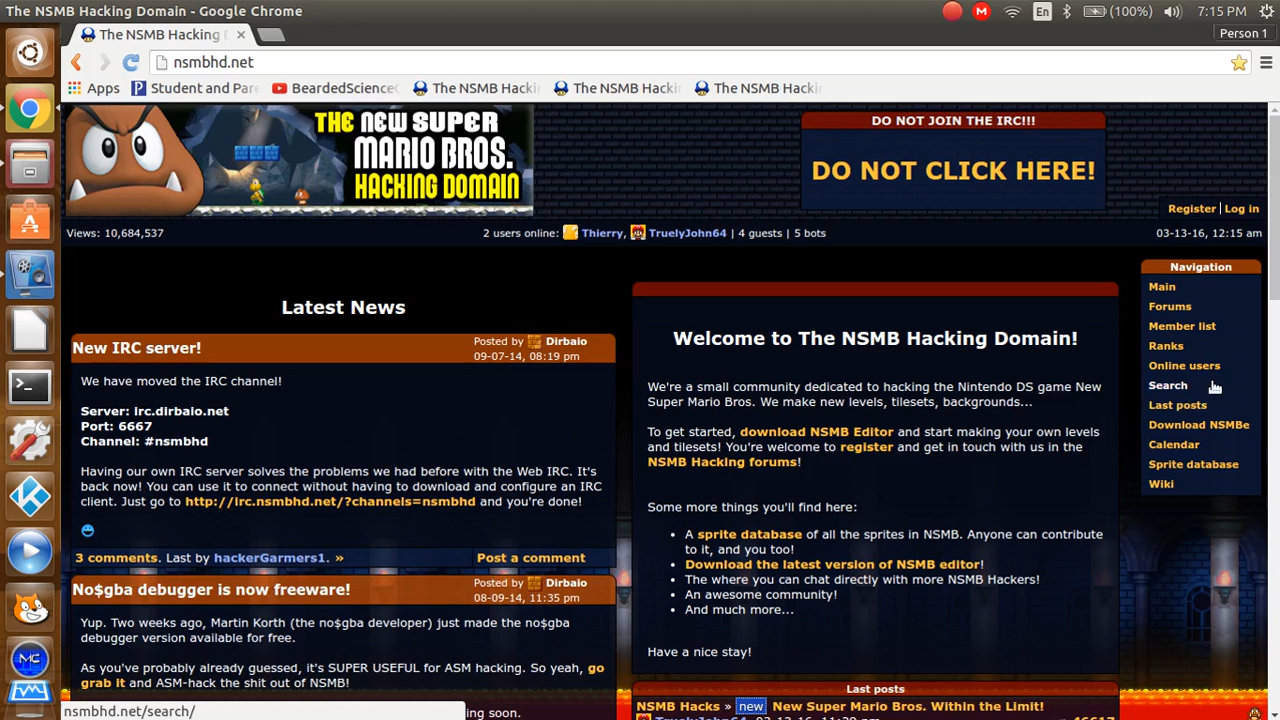 The NSMB Hacking Domain - Google Chrome
M
En
(100%)
7:15 PM
The NSMB Hacking D
Person 1
nsmbhd.net
Apps
Student and Pare
BeardedScience
The NSMB Hackin
The NSMB Hackin
The NSMB Hackin
THE NEW SUPER
MARIO BROS.
HACKING DOMAIN
DO NOT JOIN THE IRC!!!
DO NOT CLICK HERE!
Register | Log in
Views: 10,684,537
2 users online: Thierry, TruelyJohn64 | 4 guests | 5 bots
03-13-16, 12:15 am
Latest News
New IRC server!
Posted by Dirbaio
09-07-14, 08:19 pm
We have moved the IRC channel!
Server: irc.dirbaio.net
Port: 6667
Channel: #nsmbhd
Having our own IRC server solves the problems we had before with the Web IRC. It's
back now! You can use it to connect without having to download and configure an IRC
client. Just go to http://irc.nsmbhd.net/?channels=nsmbhd and you're done!
3 comments. Last by hackerGarmers1. »
Post a comment
No$gba debugger is now freeware!
Posted by Dirbaio
08-09-14, 11:35 pm
Yup. Two weeks ago, Martin Korth (the no$gba developer) just made the no$gba
debugger version available for free.
As you've probably already guessed, it's SUPER USEFUL for ASM hacking. So yeah, go
grab it and ASM-hack the shit out of NSMB!
ing soon.
Welcome to The NSMB Hacking Domain!
We're a small community dedicated to hacking the Nintendo DS game New
Super Mario Bros. We make new levels, tilesets, backgrounds...
To get started, download NSMB Editor and start making your own levels
and tilesets! You're welcome to register and get in touch with us in the
NSMB Hacking forums!
Some more things you'll find here:
• A sprite database of all the sprites in NSMB. Anyone can contribute
to it, and you too!
• Download the latest version of NSMB editor!
• The where you can chat directly with more NSMB Hackers!
• An awesome community!
• And much more...
Have a nice stay!
Last posts
NSMB Hacks » new New Super Mario Bros. Within the Limit!
Navigation
Main
Forums
Member list
Ranks
Online users
Search
Last posts
Download NSMBe
Calendar
Sprite database
Wiki
MC
nsmbhd.net/search/